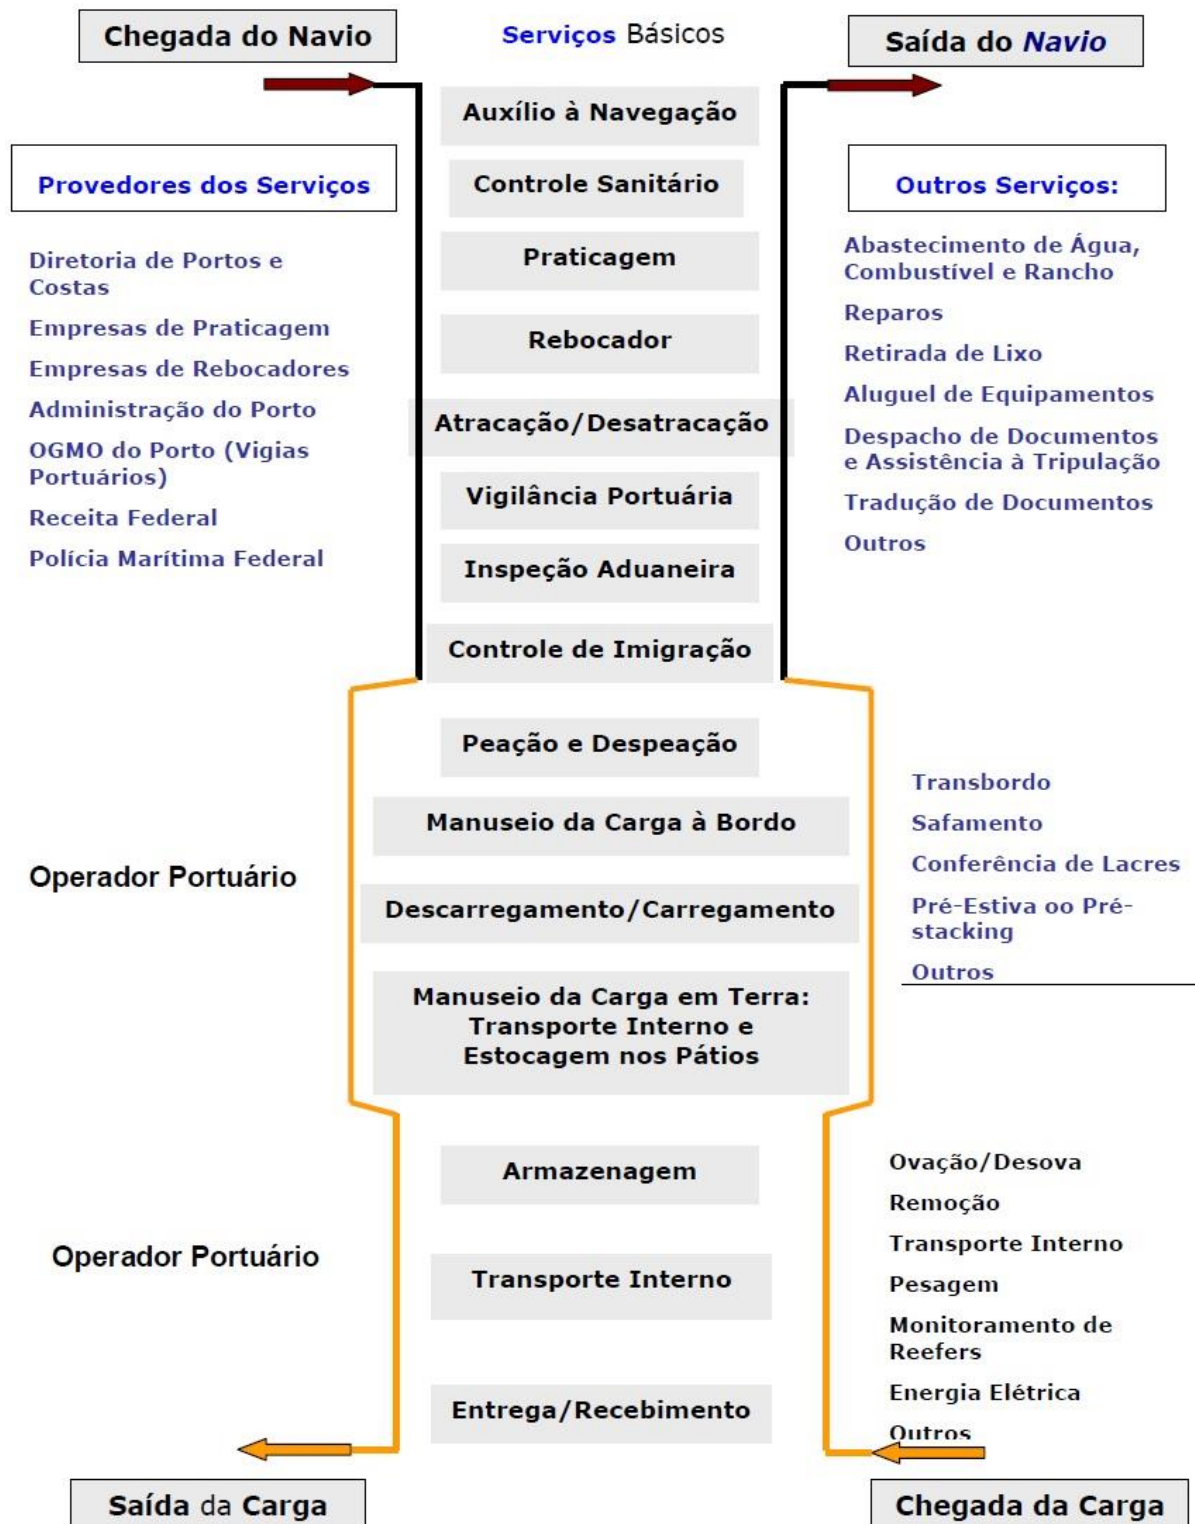 Chegada do Navio
Serviços Básicos
Saída do Navio
Auxílio à Navegação
Controle Sanitário
Praticagem
Rebocador
Atracação/Desatracação
Vigilância Portuária
Inspeção Aduaneira
Controle de Imigração
Provedores dos Serviços
Diretoria de Portos e
Costas
Empresas de Praticagem
Empresas de Rebocadores
Administração do Porto
OGMO do Porto (Vigias
Portuários)
Receita Federal
Polícia Marítima Federal
Outros Serviços:
Abastecimento de Água,
Combustível e Rancho
Reparos
Retirada de Lixo
Aluguel de Equipamentos
Despacho de Documentos
e Assistência à Tripulação
Tradução de Documentos
Outros
Operador Portuário
Peação e Despeação
Manuseio da Carga à Bordo
Descarregamento/Carregamento
Manuseio da Carga em Terra:
Transporte Interno e
Estocagem nos Pátios
Transbordo
Safamento
Conferência de Lacres
Pré-Estiva oo Pré-
stacking
Outros
Operador Portuário
Armazenagem
Transporte Interno
Entrega/Recebimento
Ovação/Desova
Remoção
Transporte Interno
Pesagem
Monitoramento de
Reefers
Energia Elétrica
Outros
Saída da Carga
Chegada da Carga